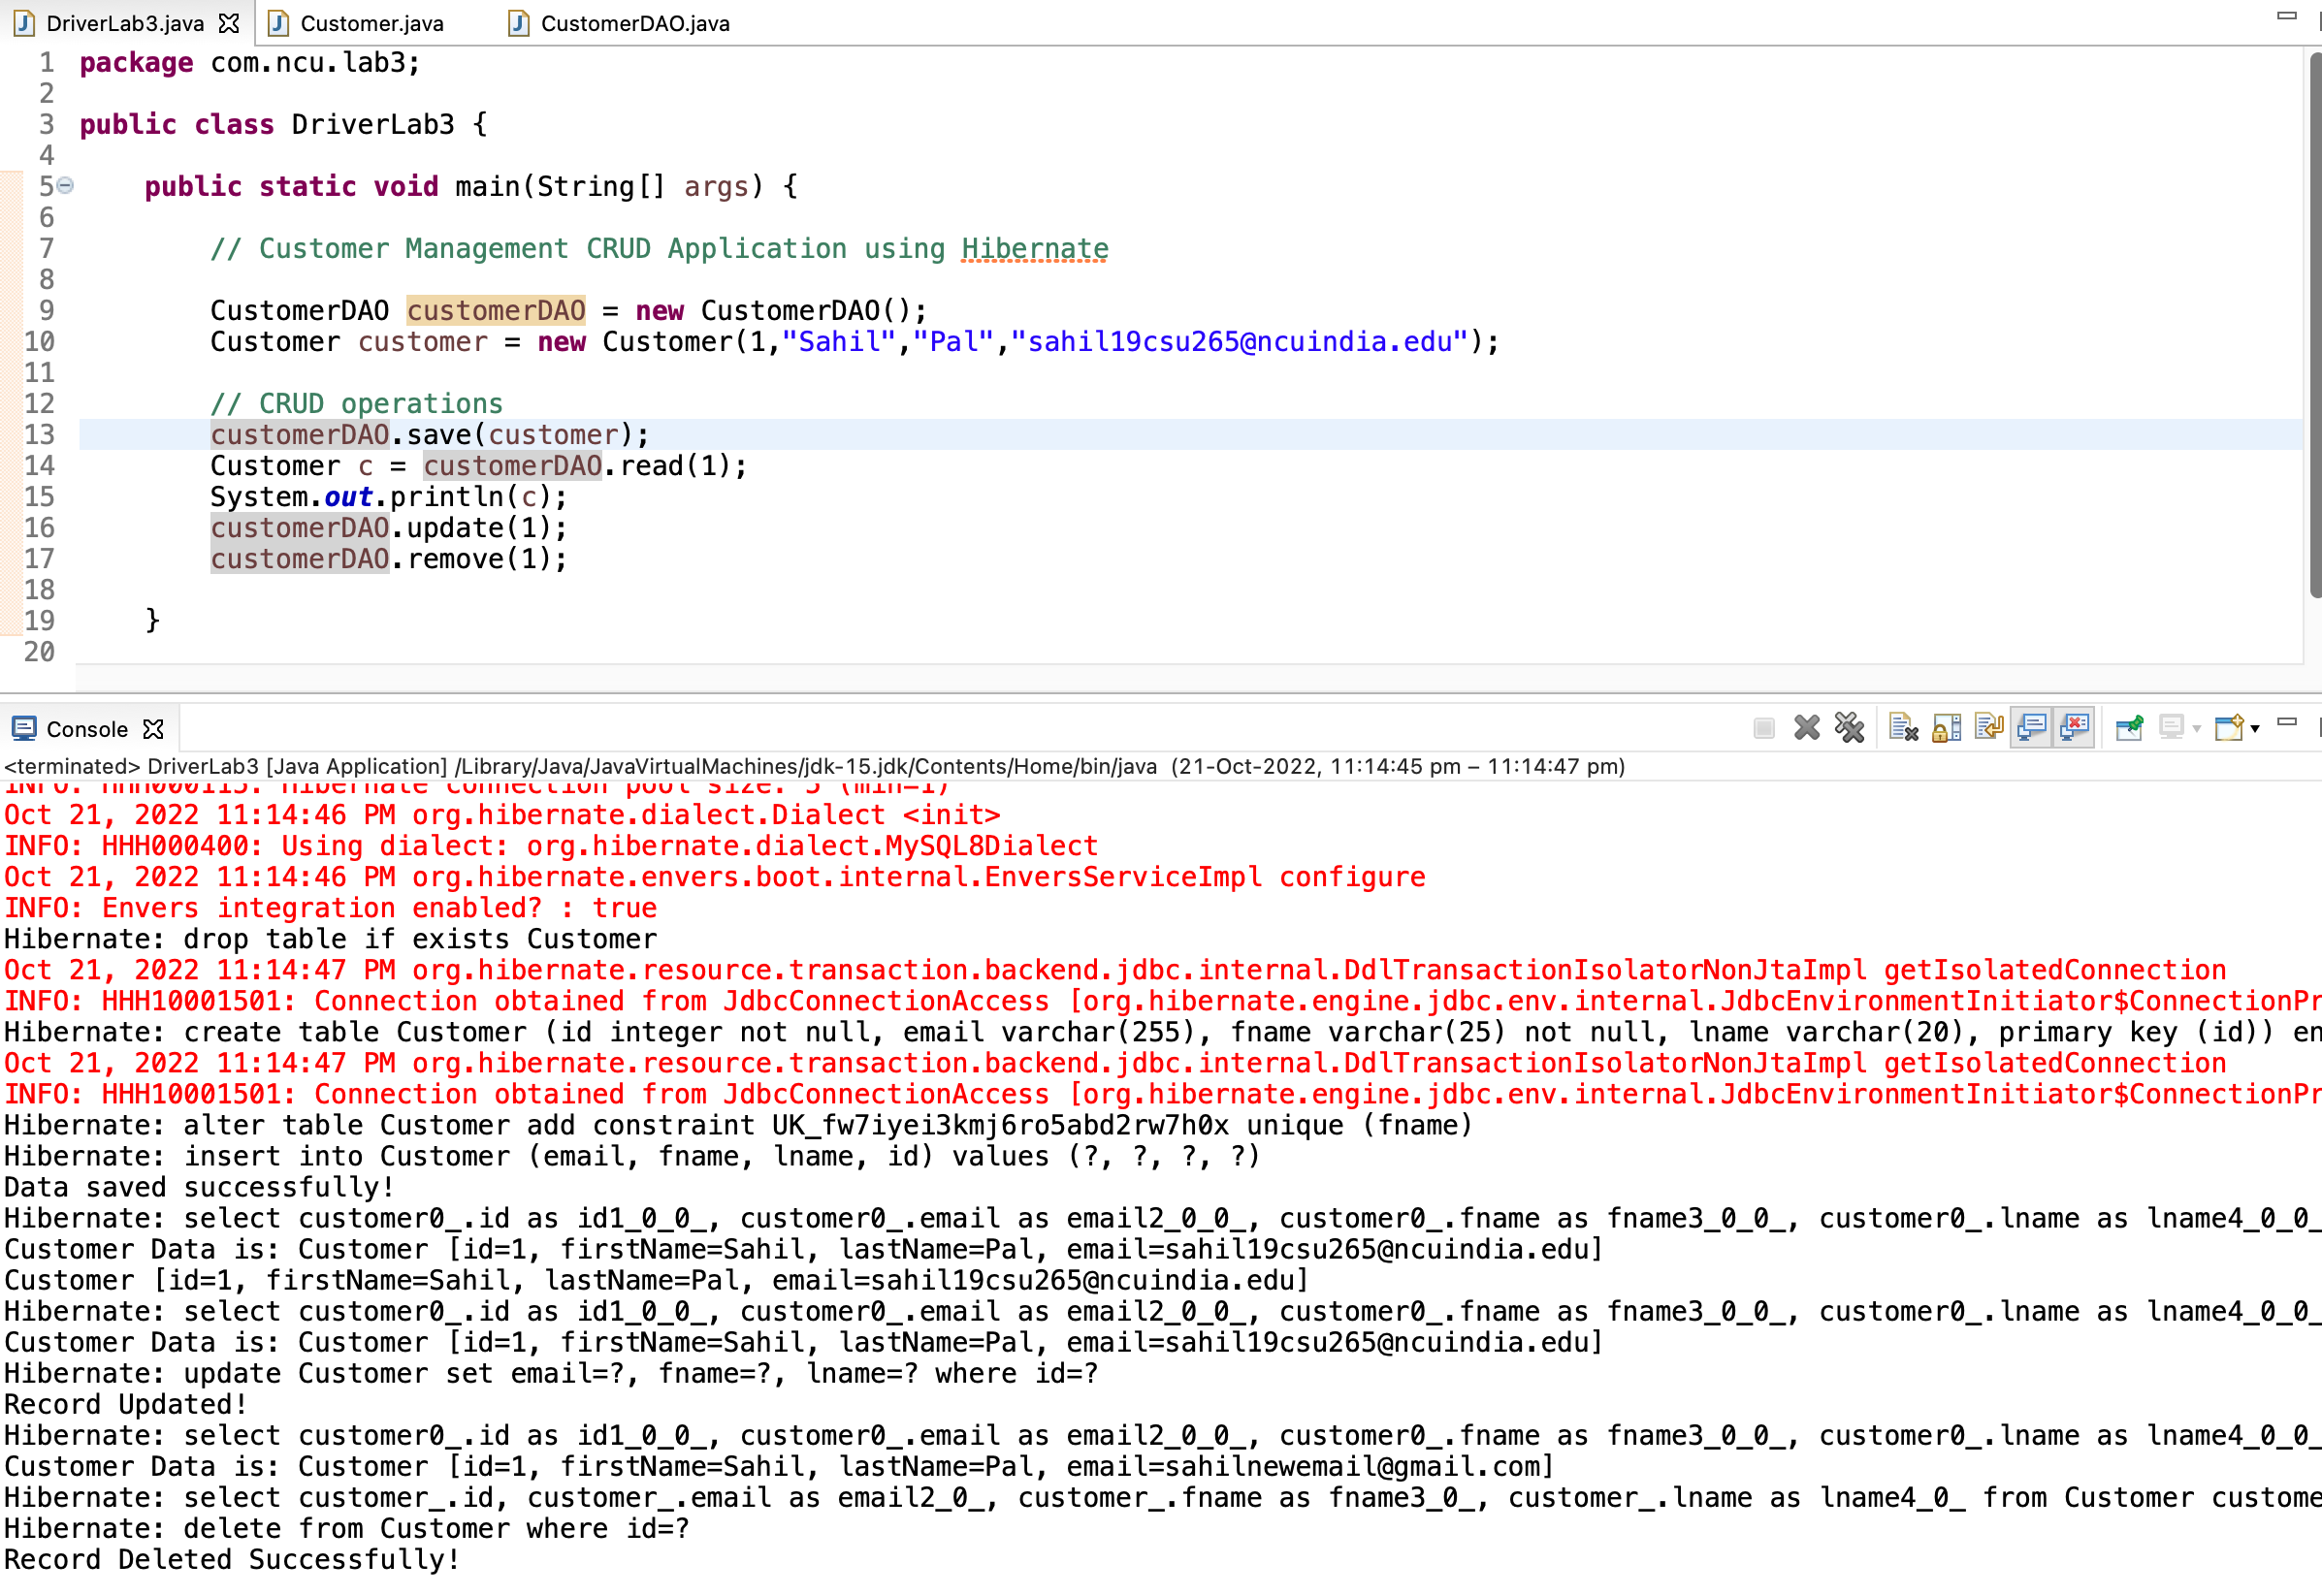 DriverLab3.java
Customer.java
CustomerDAO.java
1 package com.ncu.lab3;
2
3 public class DriverLab3 {
4
5 public static void main(String[] args) {
6
7 // Customer Management CRUD Application using Hibernate
8
9 CustomerDAO customerDAO = new CustomerDAO();
10 Customer customer = new Customer(1,"Sahil","Pal","sahil19csu265@ncuindia.edu");
11
12 // CRUD operations
13 customerDAO.save(customer);
14 Customer c = customerDAO.read(1);
15 System.out.println(c);
16 customerDAO.update(1);
17 customerDAO.remove(1);
18
19 }
20
Console
<terminated> DriverLab3 [Java Application] /Library/Java/JavaVirtualMachines/jdk-15.jdk/Contents/Home/bin/java (21-Oct-2022, 11:14:45 pm – 11:14:47 pm)
INFO: HHH000115: Hibernate connection pool size: 5 (min=1)
Oct 21, 2022 11:14:46 PM org.hibernate.dialect.Dialect <init>
INFO: HHH000400: Using dialect: org.hibernate.dialect.MySQL8Dialect
Oct 21, 2022 11:14:46 PM org.hibernate.envers.boot.internal.EnversServiceImpl configure
INFO: Envers integration enabled? : true
Hibernate: drop table if exists Customer
Oct 21, 2022 11:14:47 PM org.hibernate.resource.transaction.backend.jdbc.internal.DdlTransactionIsolatorNonJtaImpl getIsolatedConnection
INFO: HHH10001501: Connection obtained from JdbcConnectionAccess [org.hibernate.engine.jdbc.env.internal.JdbcEnvironmentInitiator$ConnectionPr
Hibernate: create table Customer (id integer not null, email varchar(255), fname varchar(25) not null, lname varchar(20), primary key (id)) en
Oct 21, 2022 11:14:47 PM org.hibernate.resource.transaction.backend.jdbc.internal.DdlTransactionIsolatorNonJtaImpl getIsolatedConnection
INFO: HHH10001501: Connection obtained from JdbcConnectionAccess [org.hibernate.engine.jdbc.env.internal.JdbcEnvironmentInitiator$ConnectionPr
Hibernate: alter table Customer add constraint UK_fw7iyei3kmj6ro5abd2rw7h0x unique (fname)
Hibernate: insert into Customer (email, fname, lname, id) values (?, ?, ?, ?)
Data saved successfully!
Hibernate: select customer0_.id as id1_0_0_, customer0_.email as email2_0_0_, customer0_.fname as fname3_0_0_, customer0_.lname as lname4_0_0_
Customer Data is: Customer [id=1, firstName=Sahil, lastName=Pal, email=sahil19csu265@ncuindia.edu]
Customer [id=1, firstName=Sahil, lastName=Pal, email=sahil19csu265@ncuindia.edu]
Hibernate: select customer0_.id as id1_0_0_, customer0_.email as email2_0_0_, customer0_.fname as fname3_0_0_, customer0_.lname as lname4_0_0_
Customer Data is: Customer [id=1, firstName=Sahil, lastName=Pal, email=sahil19csu265@ncuindia.edu]
Hibernate: update Customer set email=?, fname=?, lname=? where id=?
Record Updated!
Hibernate: select customer0_.id as id1_0_0_, customer0_.email as email2_0_0_, customer0_.fname as fname3_0_0_, customer0_.lname as lname4_0_0_
Customer Data is: Customer [id=1, firstName=Sahil, lastName=Pal, email=sahilnewemail@gmail.com]
Hibernate: select customer_.id, customer_.email as email2_0_, customer_.fname as fname3_0_, customer_.lname as lname4_0_ from Customer custome
Hibernate: delete from Customer where id=?
Record Deleted Successfully!